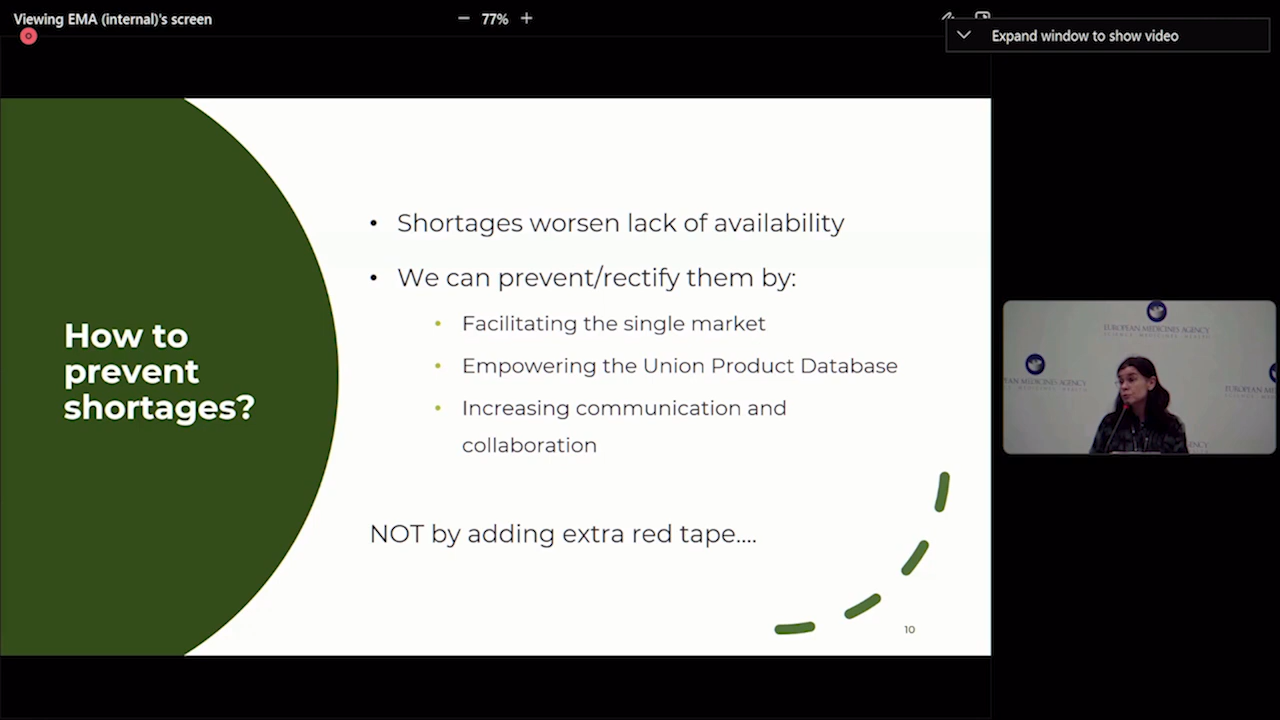 Viewing EMA (internal)'s screen
77%
Expand window to show video
How to
prevent
shortages?
• Shortages worsen lack of availability
• We can prevent/rectify them by:
• Facilitating the single market
• Empowering the Union Product Database
• Increasing communication and
collaboration
NOT by adding extra red tape....
10
EUROPEAN MEDICINES AGENCY